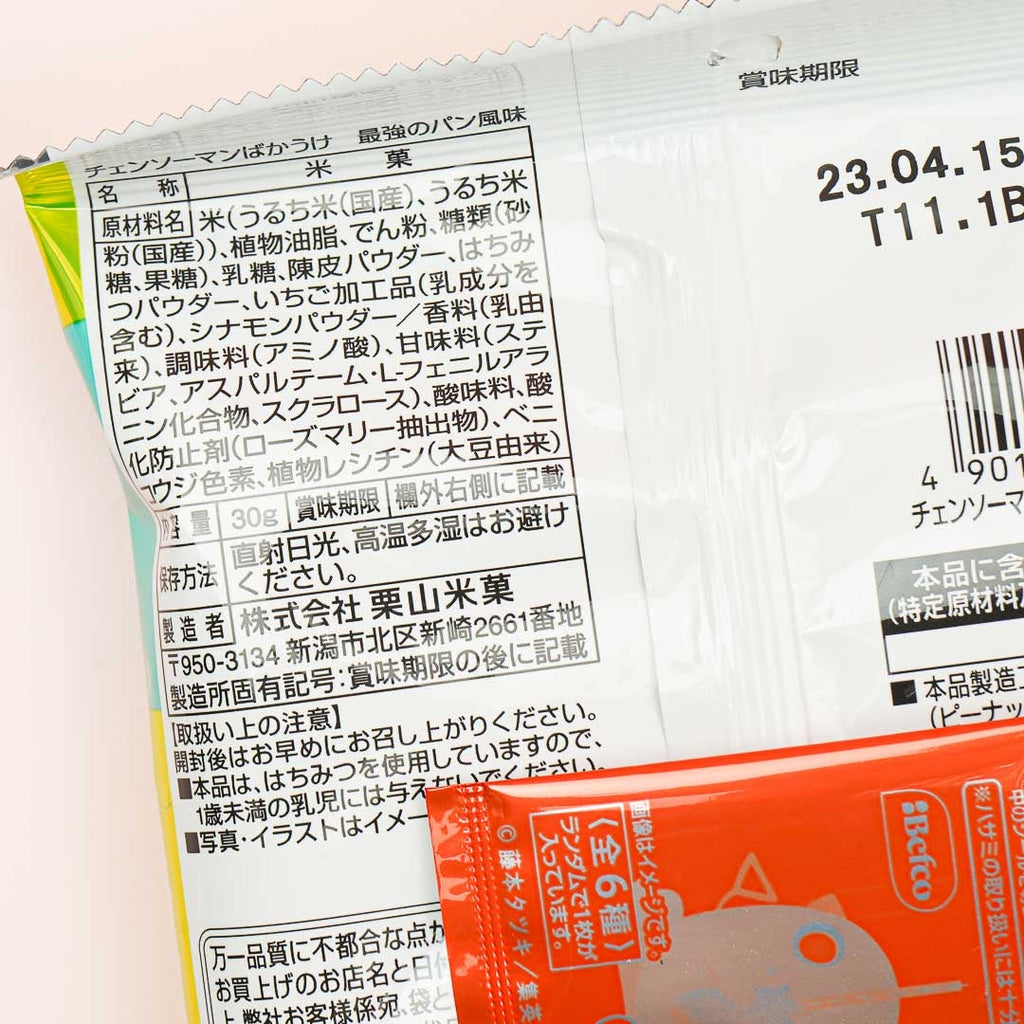 チェンソーマンばかうけ 最強のパン風味
名称 米菓
原材料名 米(うるち米(国産)、うるち米
粉(国産))、植物油脂、でん粉、糖類(砂
糖、果糖)、乳糖、陳皮パウダー、はちみ
つパウダー、いちご加工品(乳成分を
含む)、シナモンパウダー/香料(乳由
来)、調味料(アミノ酸)、甘味料(ステ
ビア、アスパルテーム・L-フェニルアラ
ニン化合物、スクラロース)、酸味料、酸
化防止剤(ローズマリー抽出物)、ベニ
コウジ色素、植物レシチン(大豆由来)
内容量 30g 賞味期限 欄外右側に記載
保存方法 直射日光、高温多湿はお避け
ください。
製造者 株式会社 栗山米菓
〒950-3134 新潟市北区新崎2661番地
製造所固有記号:賞味期限の後に記載
【取扱い上の注意】
開封後はお早めにお召し上がりください。
■本品は、はちみつを使用していますので、
1歳未満の乳児には与えないでください。
■写真・イラストはイメー
万一品質に不都合な点が
お買上げのお店名と日付
上、弊社お客様係宛、袋と
賞味期限
23.04.15
T11.1B
4 901
チェンソーマ
本品に含
(特定原材料
■本品製造工
(ピーナッ
画像はイメージです。
〈全6種〉
ランダムで1枚が
入っています。
©藤本タツキ/集英
Befco
※ハサミの取り扱いには十分